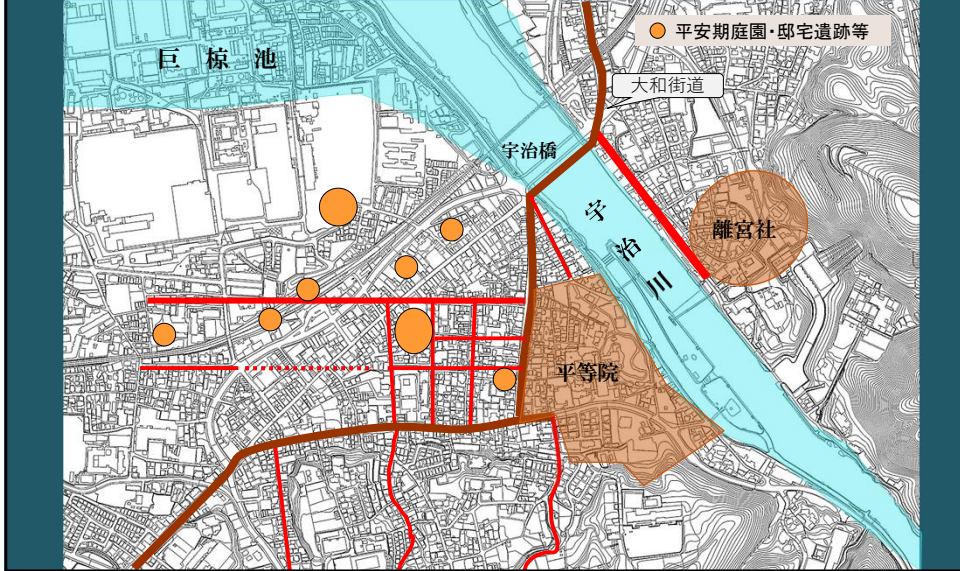 平安期庭園・邸宅遺跡等
巨椋池
大和街道
宇治橋
宇治川
離宮社
平等院